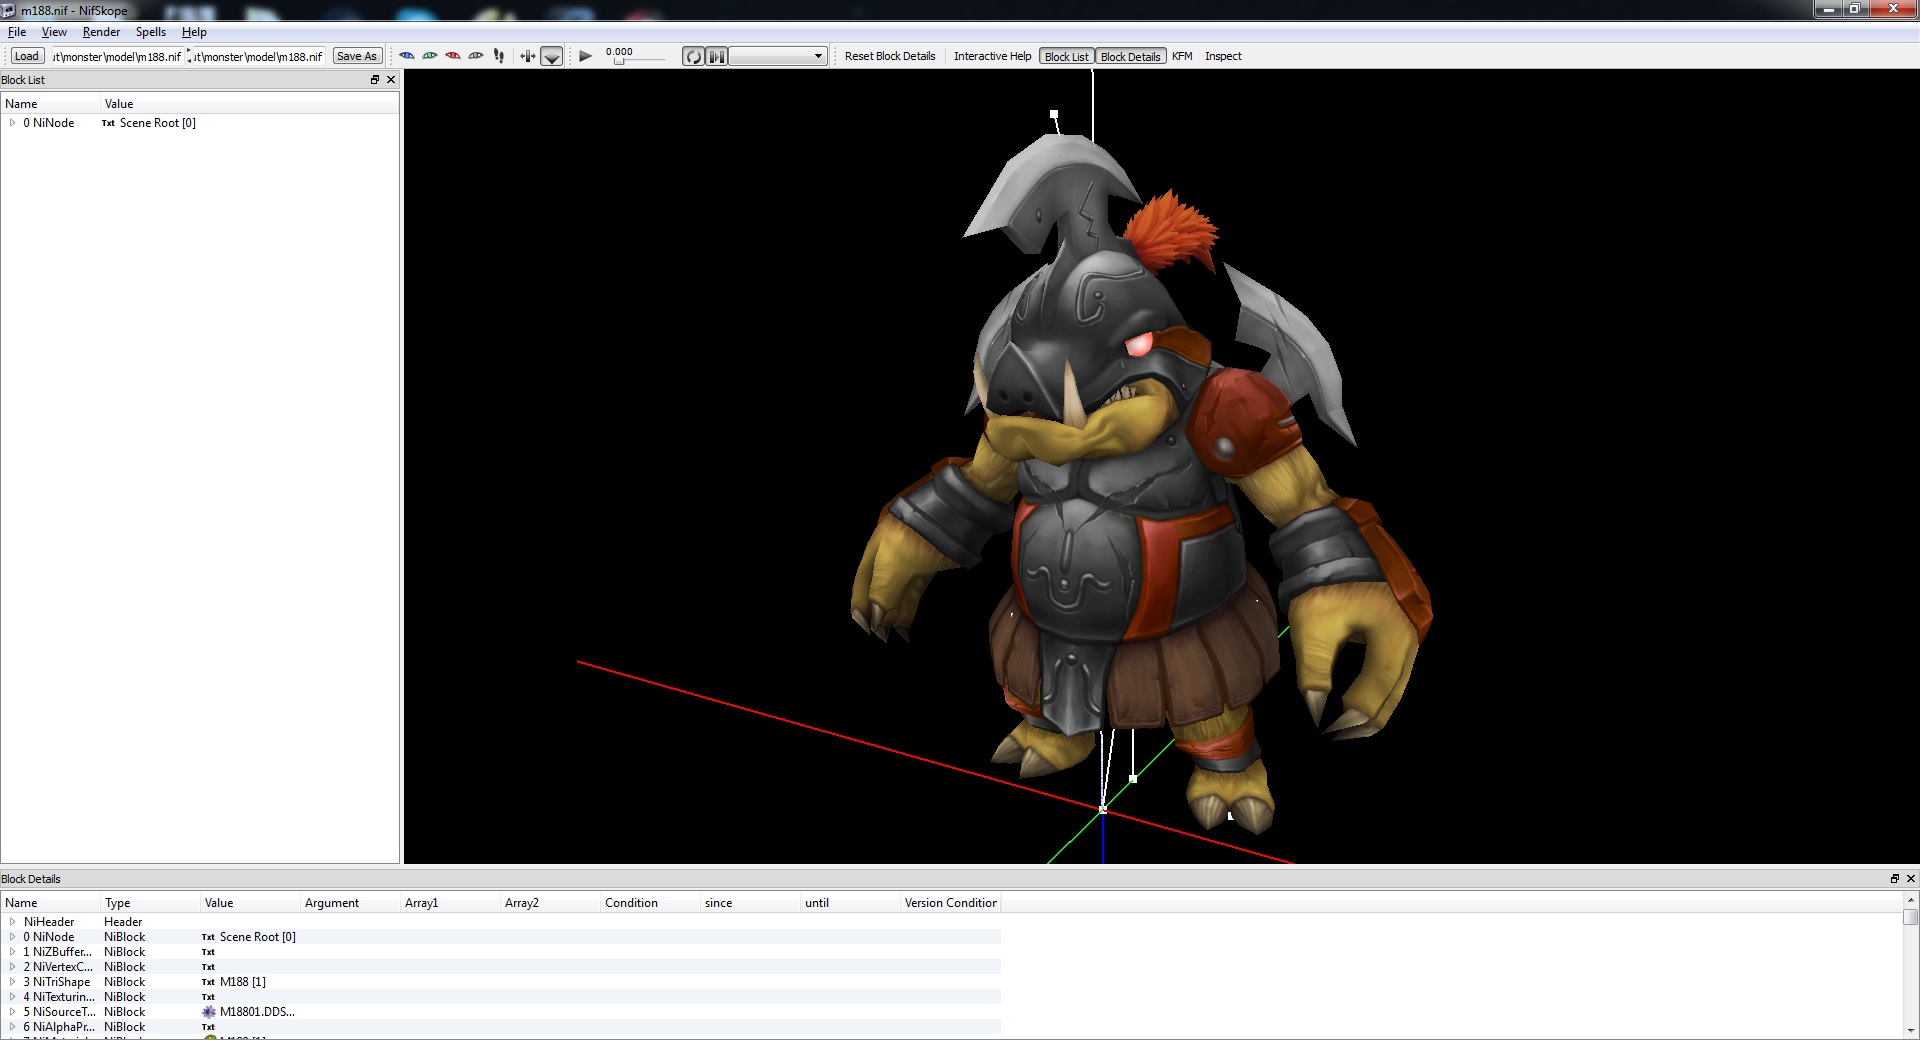 m188.nif - NifSkope
File View Render Spells Help
Load ut\monster\model\m188.nif ut\monster\model\m188.nif Save As 0.000 Reset Block Details Interactive Help Block List Block Details KFM Inspect
Block List
Name Value
0 NiNode Txt Scene Root [0]
Block Details
Name Type Value Argument Array1 Array2 Condition since until Version Condition
NiHeader Header
0 NiNode NiBlock Txt Scene Root [0]
1 NiZBuffer... NiBlock Txt
2 NiVertexC... NiBlock Txt
3 NiTriShape NiBlock Txt M188 [1]
4 NiTexturin... NiBlock Txt
5 NiSourceT... NiBlock M18801.DDS...
6 NiAlphaPr... NiBlock Txt